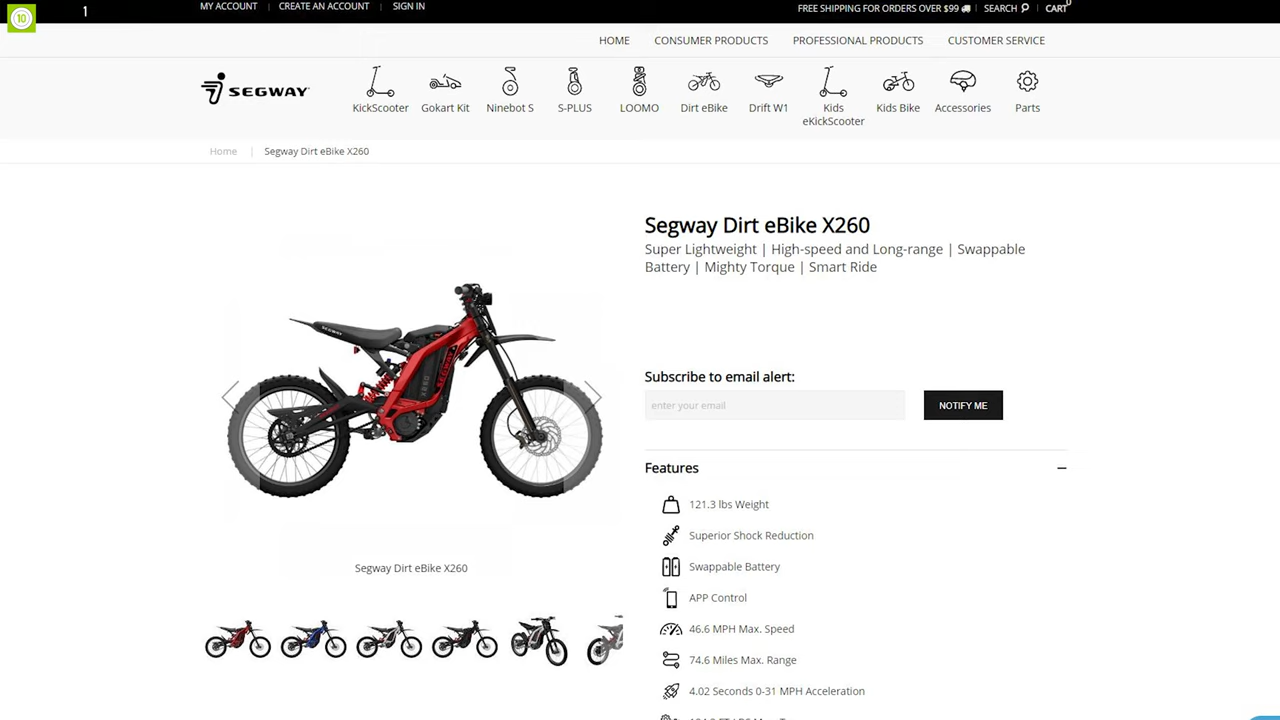 10
1
MY ACCOUNT CREATE AN ACCOUNT SIGN IN FREE SHIPPING FOR ORDERS OVER $99 SEARCH CART
HOME CONSUMER PRODUCTS PROFESSIONAL PRODUCTS CUSTOMER SERVICE
SEGWAY
KickScooter Gokart Kit Ninebot S S-PLUS LOOMO Dirt eBike Drift W1 Kids eKickScooter Kids Bike Accessories Parts
Home | Segway Dirt eBike X260
Segway Dirt eBike X260
Super Lightweight | High-speed and Long-range | Swappable
Battery | Mighty Torque | Smart Ride
SEGWAY
SEGWAY
X260
Subscribe to email alert:
enter your email NOTIFY ME
Features
121.3 lbs Weight
Superior Shock Reduction
Swappable Battery
Segway Dirt eBike X260
APP Control
46.6 MPH Max. Speed
74.6 Miles Max. Range
4.02 Seconds 0-31 MPH Acceleration